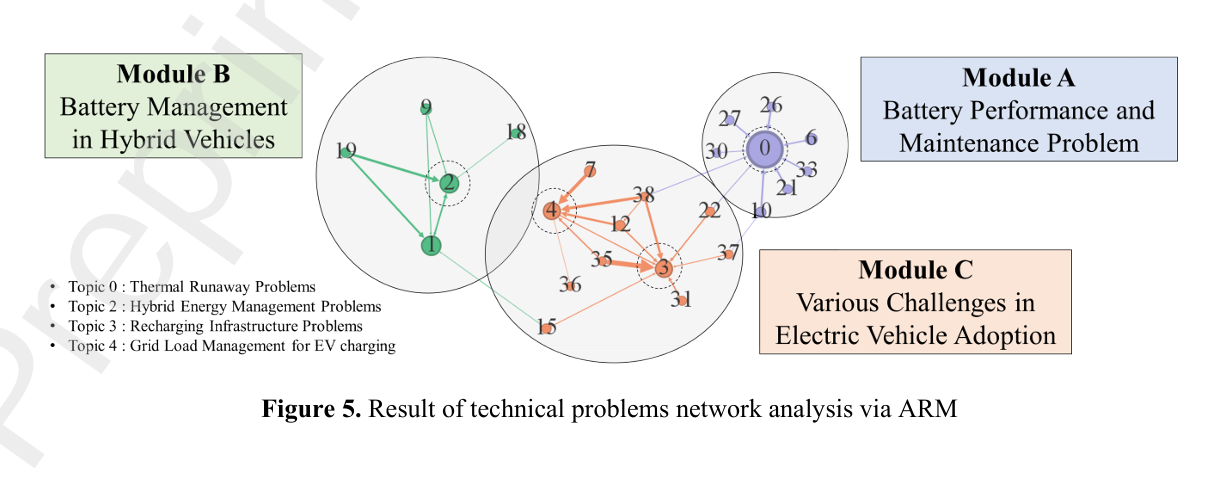 Module B
Battery Management
in Hybrid Vehicles
Module A
Battery Performance and
Maintenance Problem
Module C
Various Challenges in
Electric Vehicle Adoption
9
18
19
2
1
7
4
38
12
22
35
3
37
36
31
15
26
27
6
0
30
33
21
10
• Topic 0 : Thermal Runaway Problems
• Topic 2 : Hybrid Energy Management Problems
• Topic 3 : Recharging Infrastructure Problems
• Topic 4 : Grid Load Management for EV charging
Figure 5. Result of technical problems network analysis via ARM
Preprin